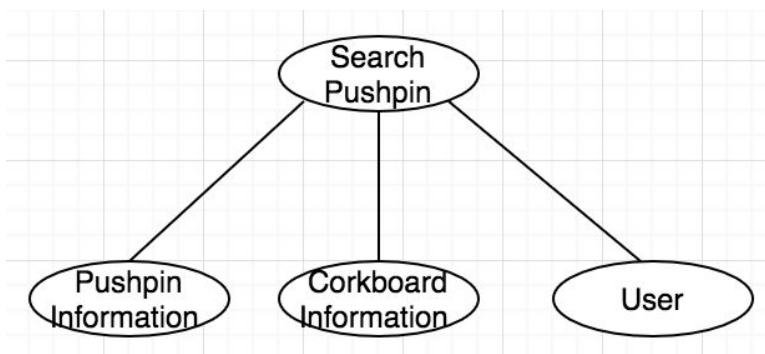 Search
Pushpin
Pushpin
Information
Corkboard
Information
User